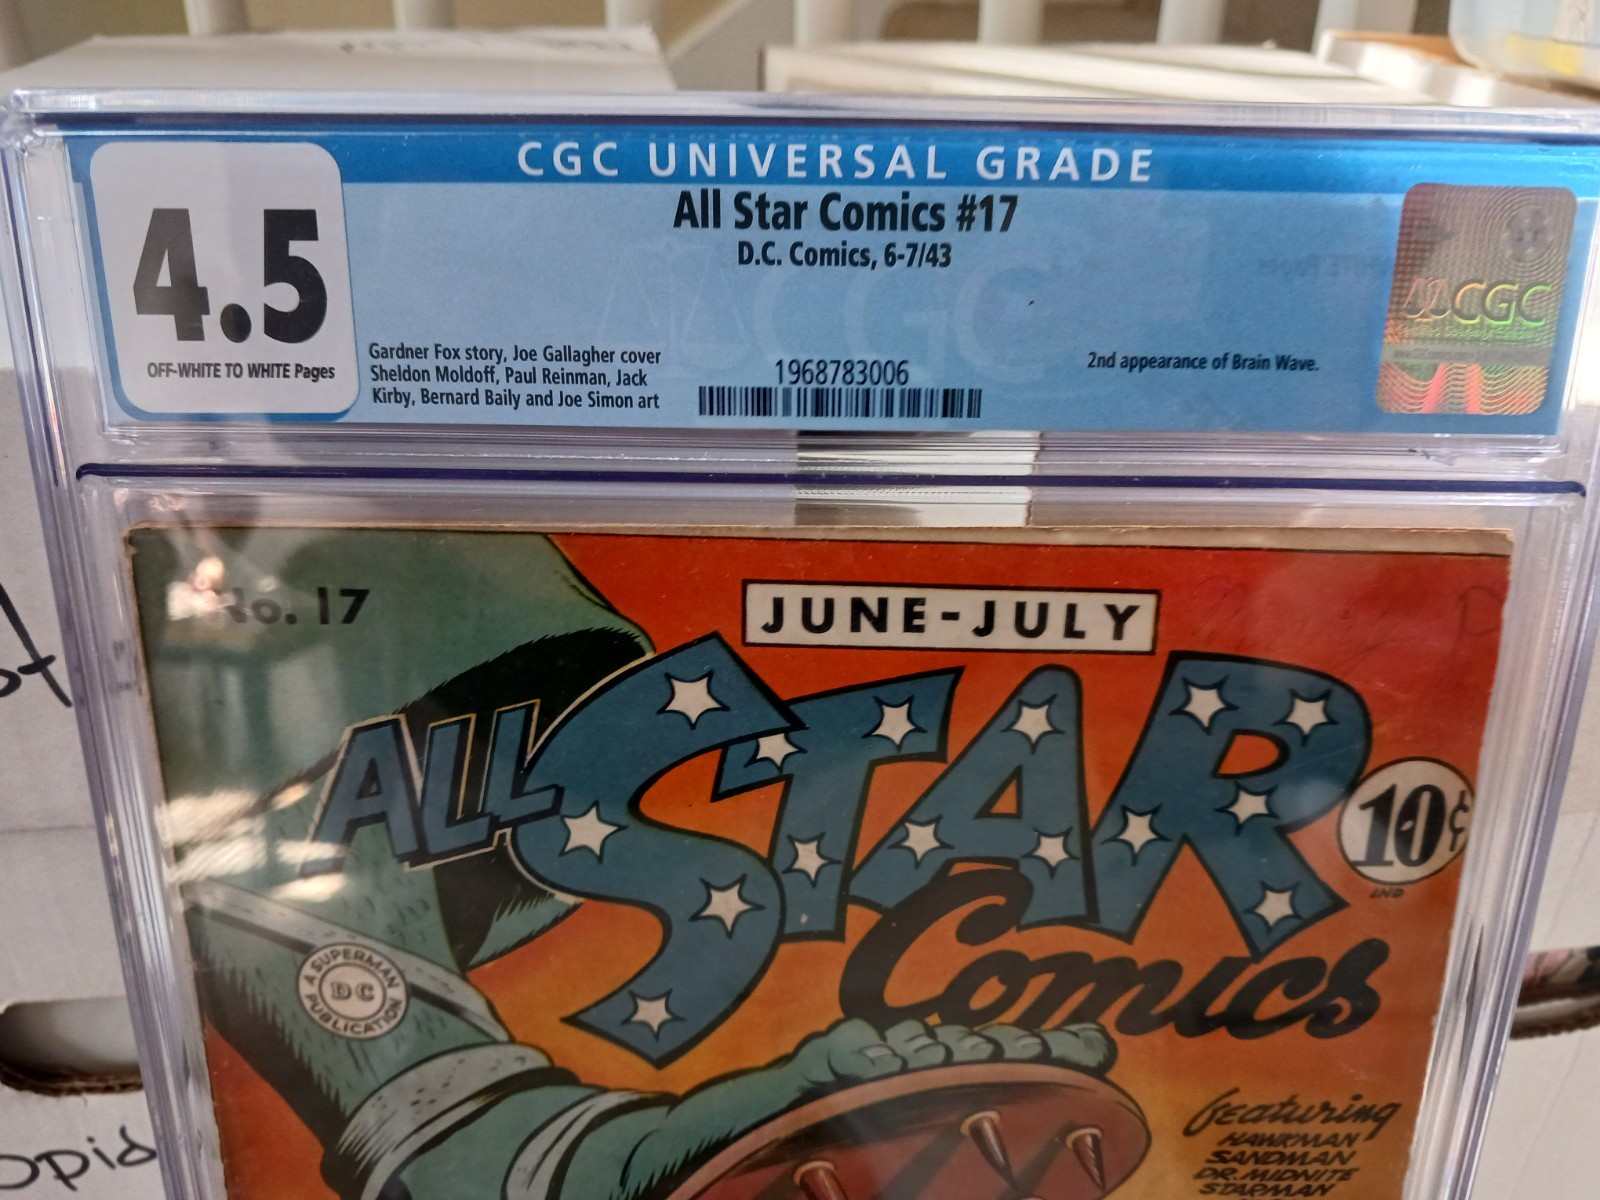 CGC UNIVERSAL GRADE
4.5
OFF-WHITE TO WHITE Pages
All Star Comics #17
D.C. Comics, 6-7/43
Gardner Fox story, Joe Gallagher cover
Sheldon Moldoff, Paul Reinman, Jack
Kirby, Bernard Baily and Joe Simon art
1968783006
2nd appearance of Brain Wave.
CGC
No. 17
JUNE-JULY
ALL STAR
Comics
10¢
IND
A SUPERMAN
DC
PUBLICATION
featuring
HAWKMAN
SANDMAN
DR. MIDNITE
STARMAN